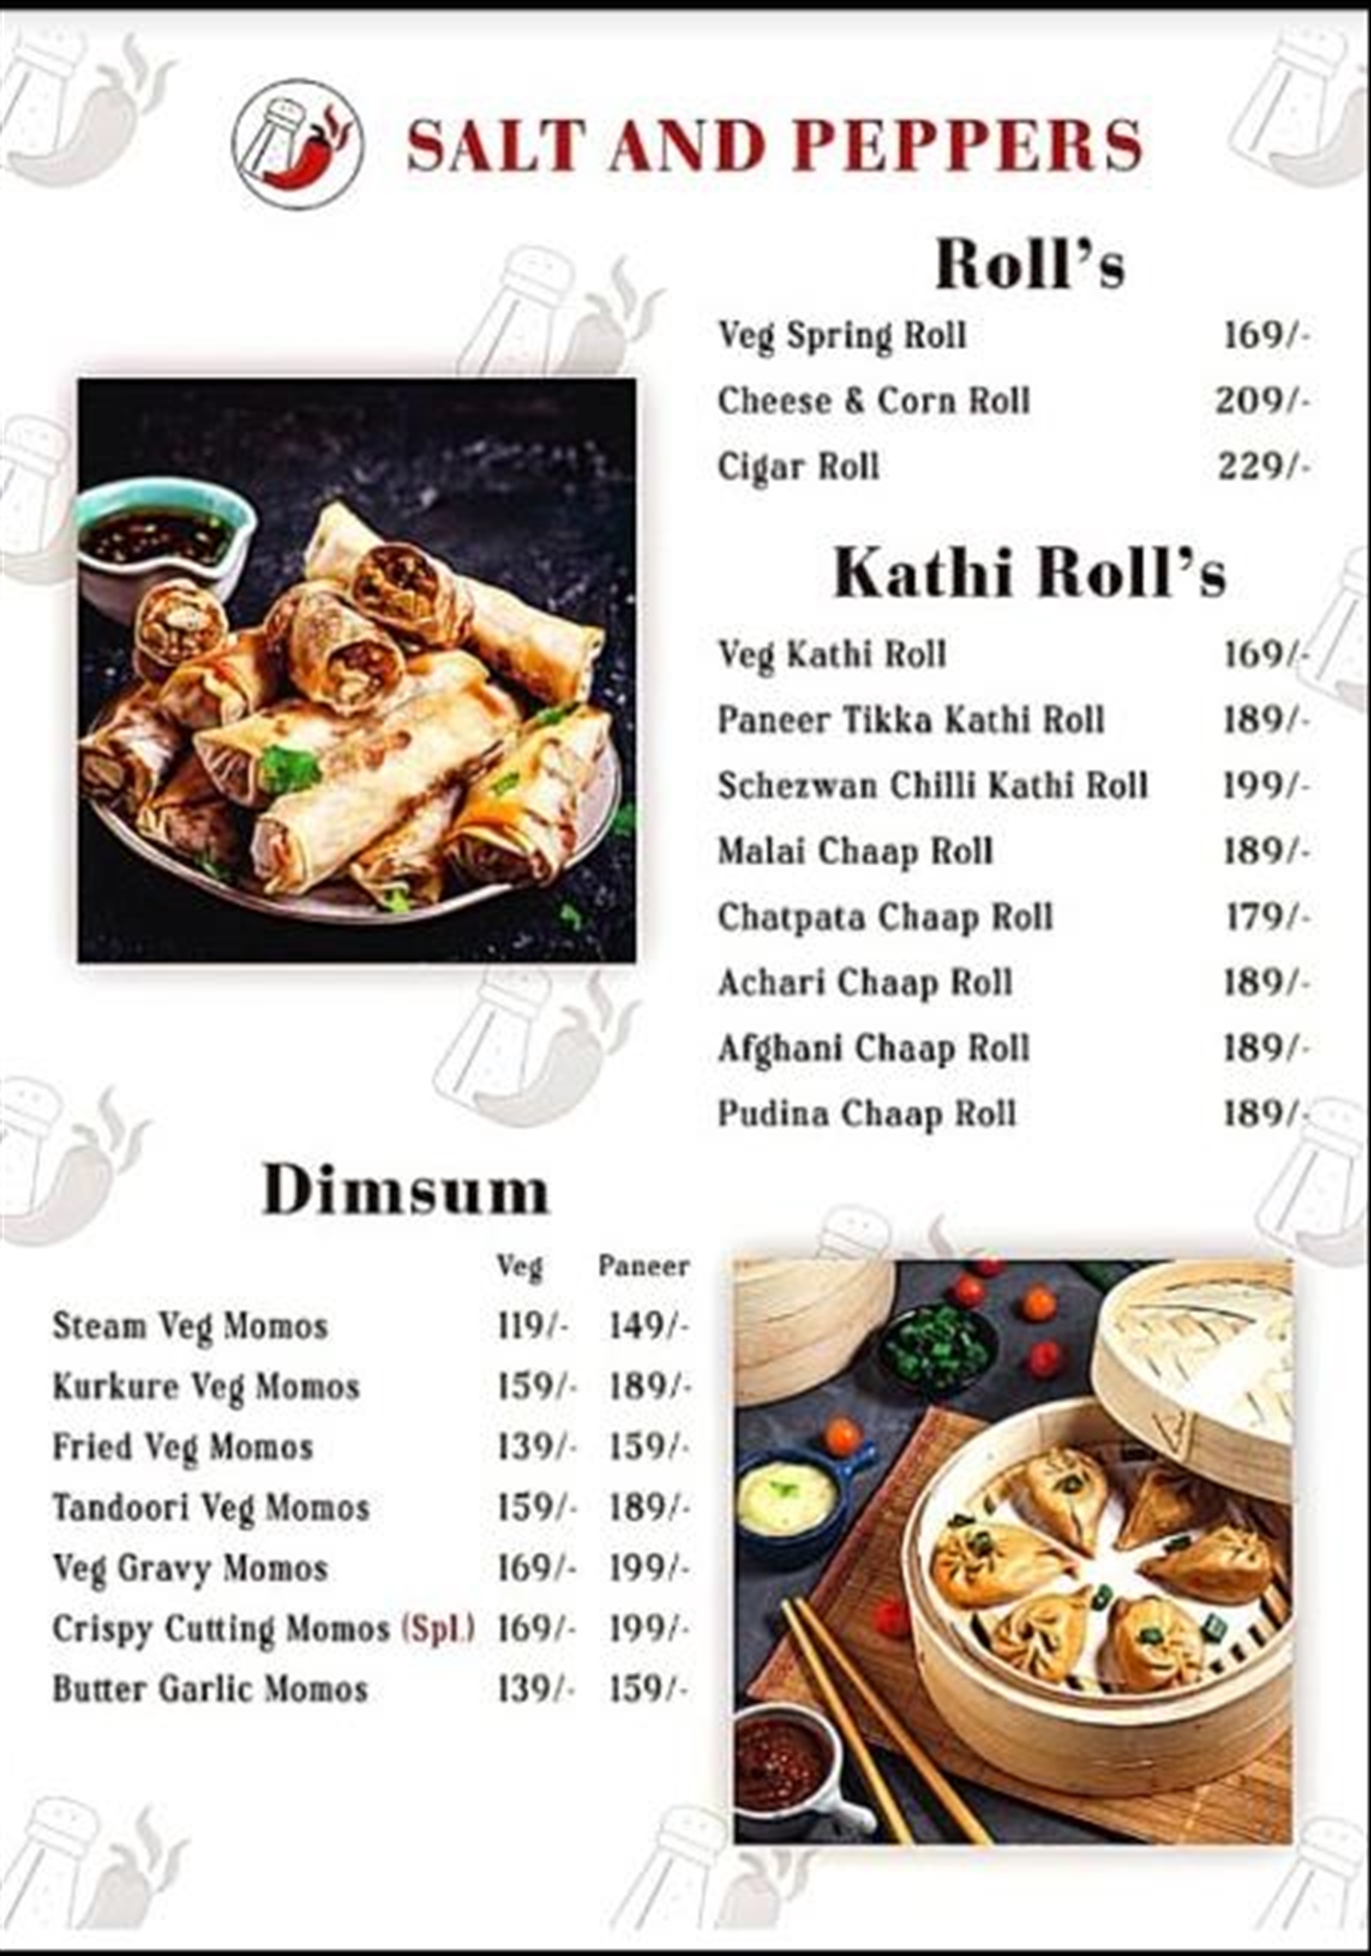 SALT AND PEPPERS
Roll's
Veg Spring Roll 169/-
Cheese & Corn Roll 209/-
Cigar Roll 229/-
Kathi Roll's
Veg Kathi Roll 169/-
Paneer Tikka Kathi Roll 189/-
Schezwan Chilli Kathi Roll 199/-
Malai Chaap Roll 189/-
Chatpata Chaap Roll 179/-
Achari Chaap Roll 189/-
Afghani Chaap Roll 189/-
Pudina Chaap Roll 189/-
Dimsum
Veg Paneer
Steam Veg Momos 119/- 149/-
Kurkure Veg Momos 159/- 189/-
Fried Veg Momos 139/- 159/-
Tandoori Veg Momos 159/- 189/-
Veg Gravy Momos 169/- 199/-
Crispy Cutting Momos (Spl.) 169/- 199/-
Butter Garlic Momos 139/- 159/-